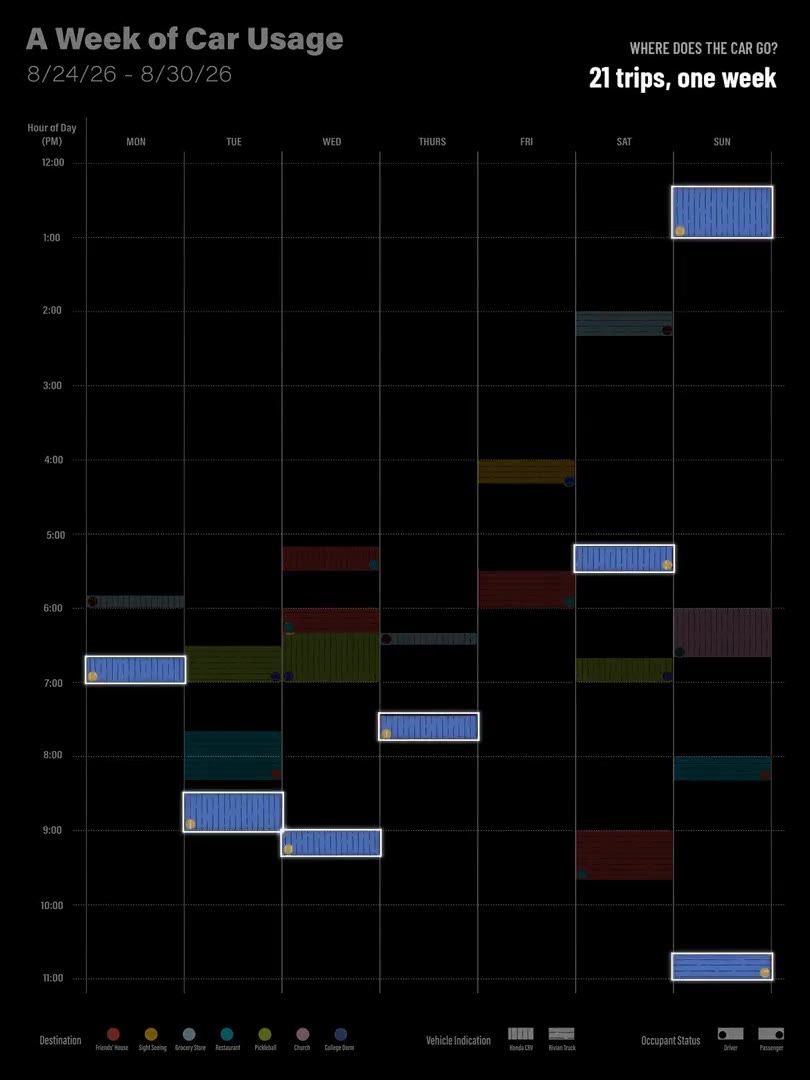 A Week of Car Usage
8/24/26 - 8/30/26
WHERE DOES THE CAR GO?
21 trips, one week
Hour of Day
(PM)
MON TUE WED THURS FRI SAT SUN
12:00
1:00
2:00
3:00
4:00
5:00
6:00
7:00
8:00
9:00
10:00
11:00
Destination
Friends' House Sight Seeing Grocery Store Restaurant Pickleball Church College Dorm
Vehicle Indication
Honda CRV Rivian Truck
Occupant Status
Driver Passenger